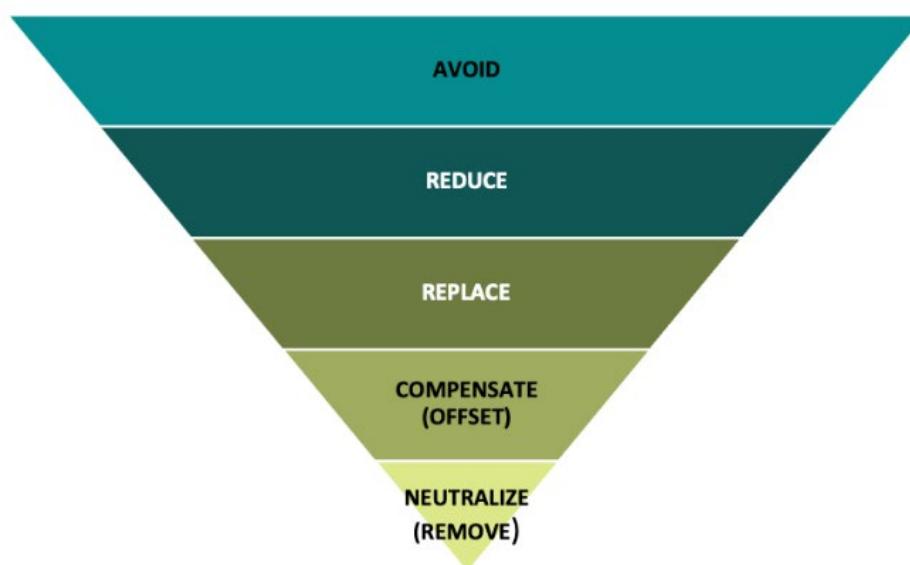 AVOID
REDUCE
REPLACE
COMPENSATE
(OFFSET)
NEUTRALIZE
(REMOVE)